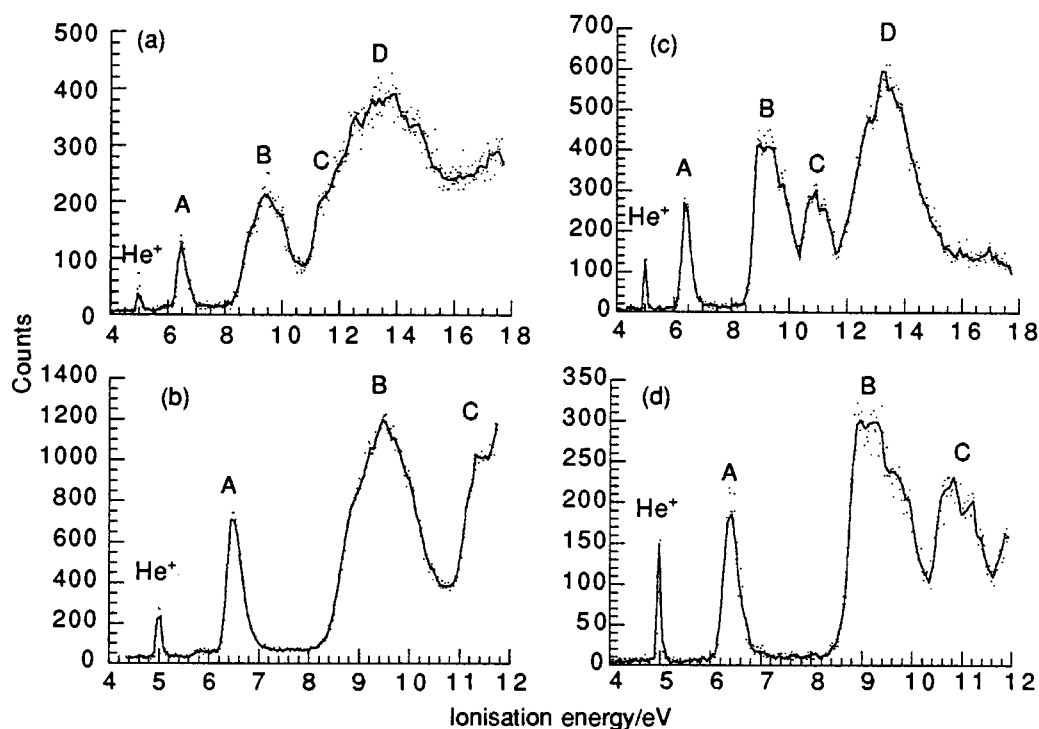 (a)
500
400
300
200
100
0
He⁺
A
B
C
D
4 6 8 10 12 14 16 18
(c)
700
600
500
400
300
200
100
0
He⁺
A
B
C
D
4 6 8 10 12 14 16 18
Counts
(b)
1400
1200
1000
800
600
400
200
0
He⁺
A
B
C
4 5 6 7 8 9 10 11 12
(d)
350
300
250
200
150
100
50
0
He⁺
A
B
C
4 5 6 7 8 9 10 11 12
Ionisation energy/eV